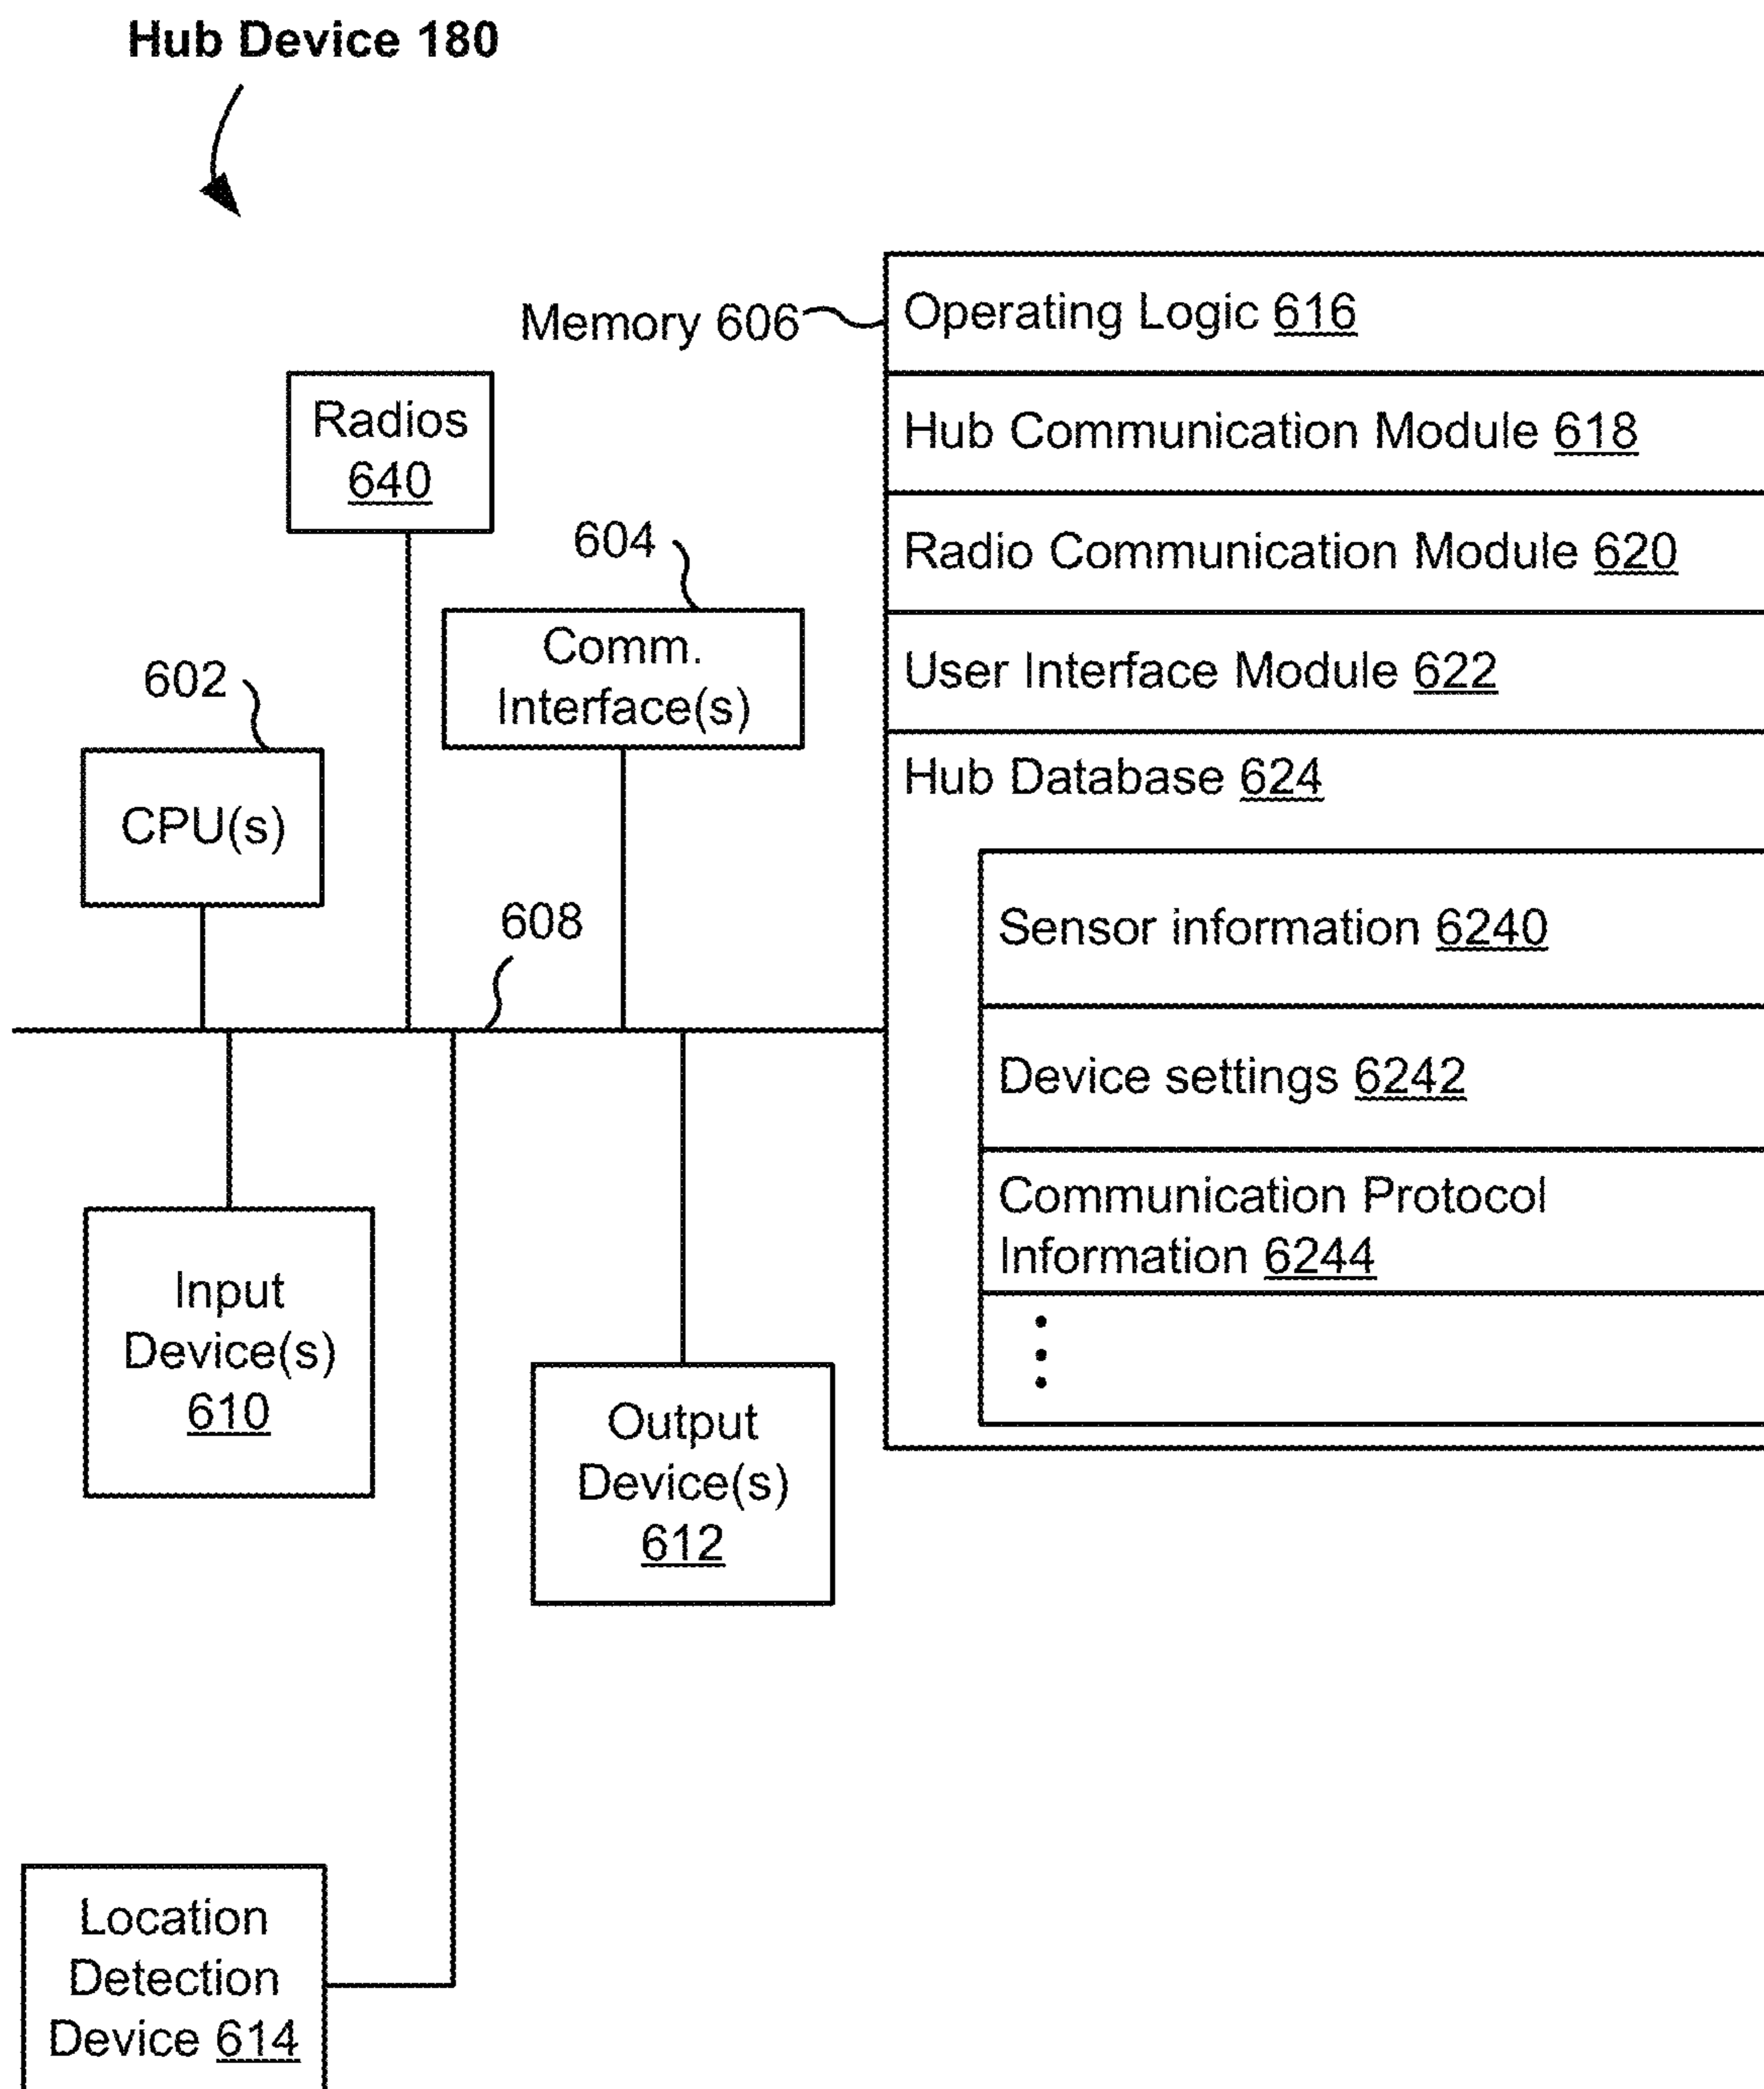 Hub Device 180
Memory 606
Operating Logic 616
Hub Communication Module 618
Radio Communication Module 620
User Interface Module 622
Hub Database 624
Sensor information 6240
Device settings 6242
Communication Protocol
Information 6244
Radios
640
604
Comm.
Interface(s)
602
CPU(s)
608
Input
Device(s)
610
Output
Device(s)
612
Location
Detection
Device 614